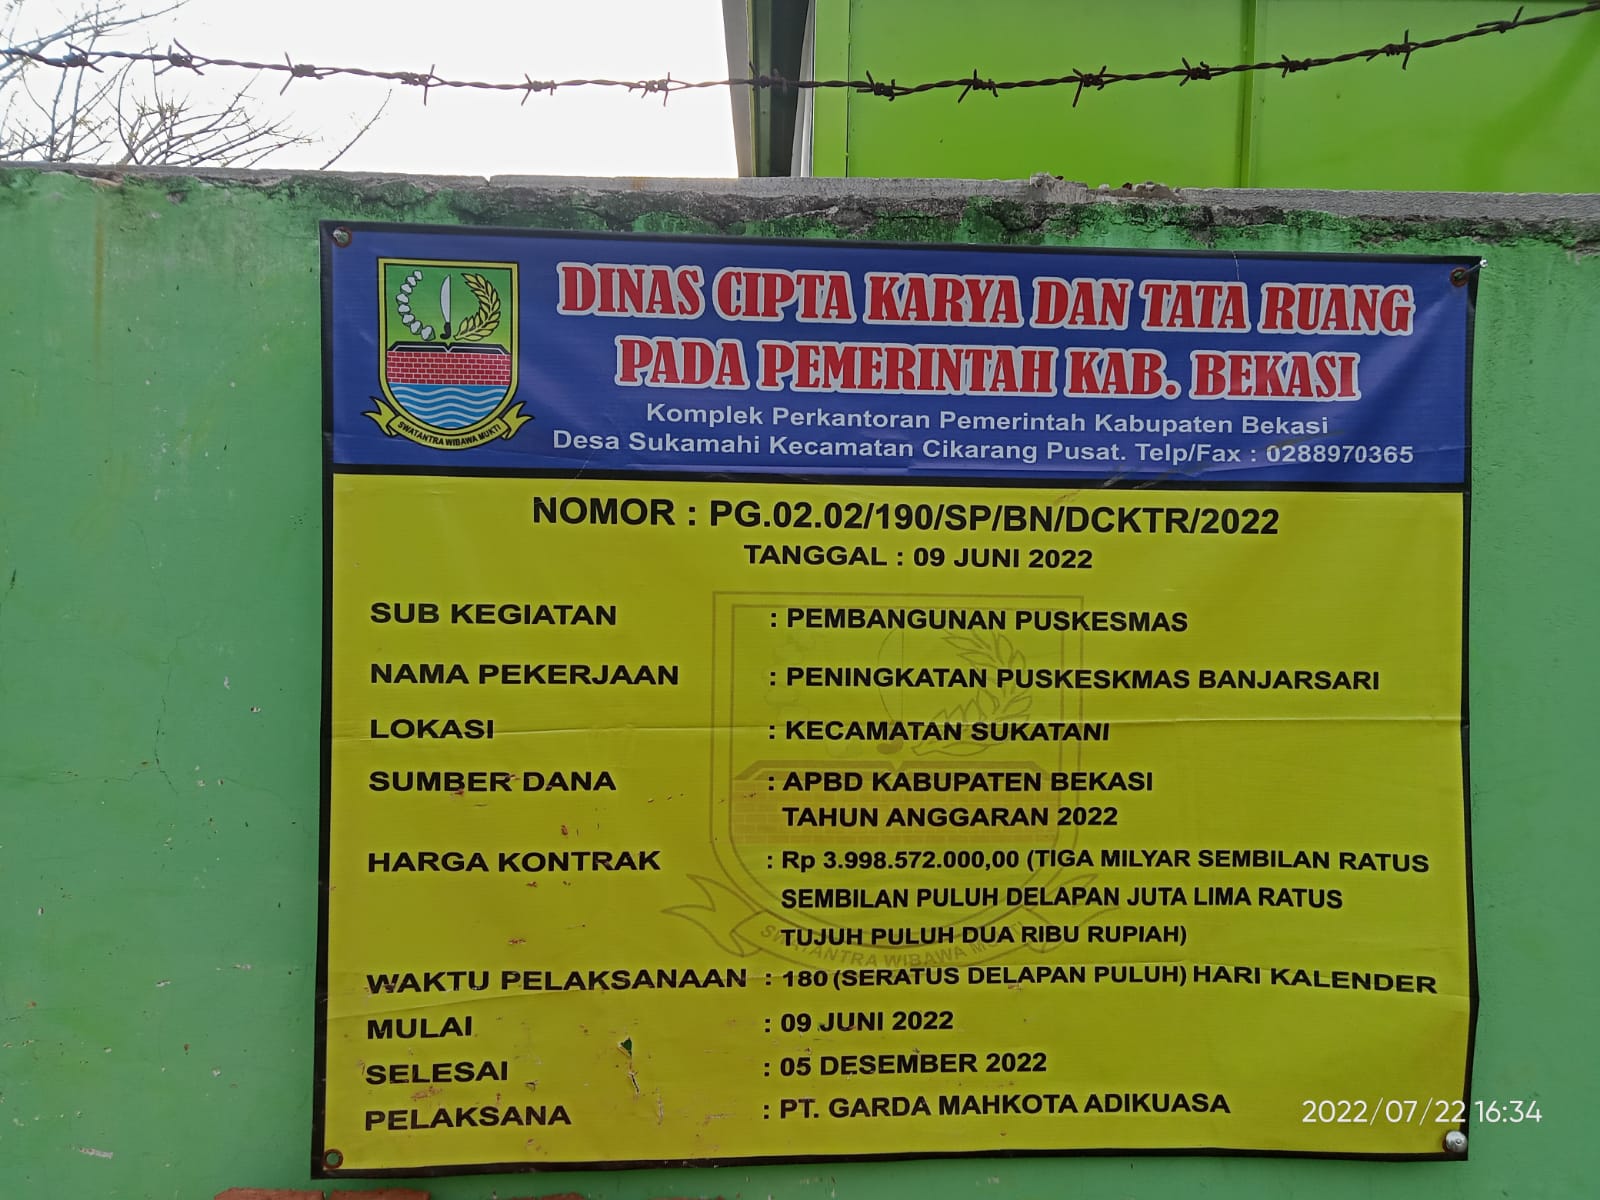 DINAS CIPTA KARYA DAN TATA RUANG
PADA PEMERINTAH KAB. BEKASI
Komplek Perkantoran Pemerintah Kabupaten Bekasi
Desa Sukamahi Kecamatan Cikarang Pusat. Telp/Fax : 0288970365
SWATANTRA WIBAWA MUKTI
NOMOR : PG.02.02/190/SP/BN/DCKTR/2022
TANGGAL : 09 JUNI 2022
SUB KEGIATAN : PEMBANGUNAN PUSKESMAS
NAMA PEKERJAAN : PENINGKATAN PUSKESKMAS BANJARSARI
LOKASI : KECAMATAN SUKATANI
SUMBER DANA : APBD KABUPATEN BEKASI
TAHUN ANGGARAN 2022
HARGA KONTRAK : Rp 3.998.572.000,00 (TIGA MILYAR SEMBILAN RATUS
SEMBILAN PULUH DELAPAN JUTA LIMA RATUS
TUJUH PULUH DUA RIBU RUPIAH)
SWATANTRA WIBAWA MUKTI
WAKTU PELAKSANAAN : 180 (SERATUS DELAPAN PULUH) HARI KALENDER
MULAI : 09 JUNI 2022
SELESAI : 05 DESEMBER 2022
PELAKSANA : PT. GARDA MAHKOTA ADIKUASA
2022/07/22 16:34